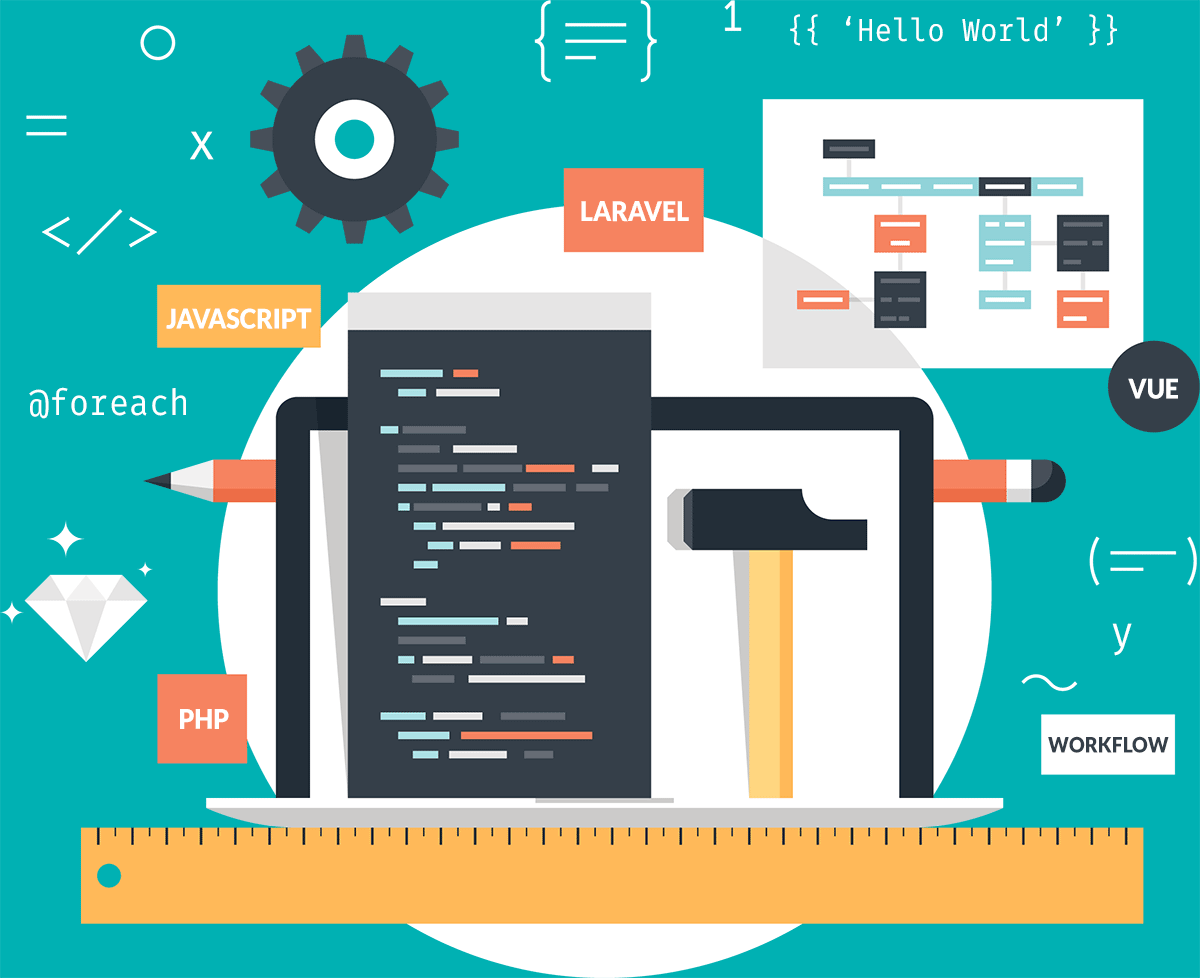 1
{{ ‘Hello World’ }}
x
</>
LARAVEL
JAVASCRIPT
VUE
@foreach
y
PHP
WORKFLOW